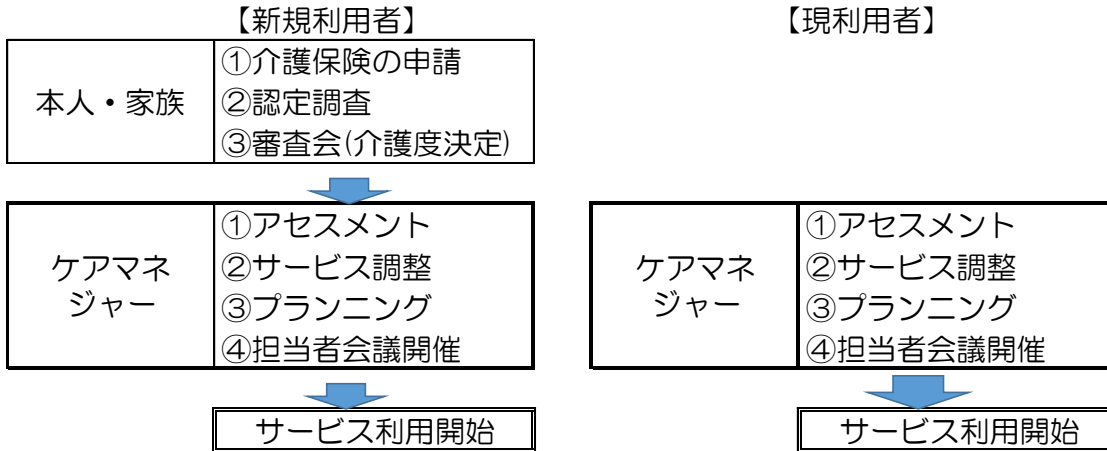 【新規利用者】
本人・家族
①介護保険の申請
②認定調査
③審査会(介護度決定)
ケアマネ
ジャー
①アセスメント
②サービス調整
③プランニング
④担当者会議開催
サービス利用開始
【現利用者】
ケアマネ
ジャー
①アセスメント
②サービス調整
③プランニング
④担当者会議開催
サービス利用開始